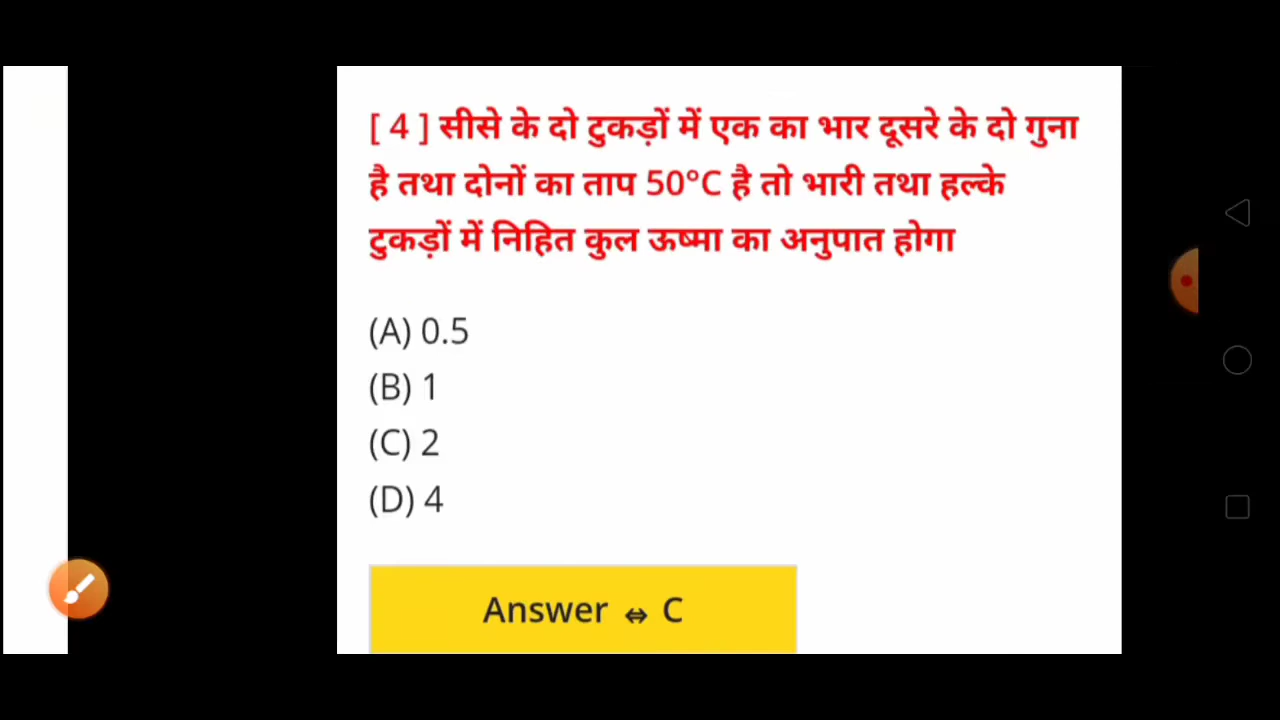 [ 4 ] सीसे के दो टुकड़ों में एक का भार दूसरे के दो गुना
है तथा दोनों का ताप 50°C है तो भारी तथा हल्के
टुकड़ों में निहित कुल ऊष्मा का अनुपात होगा
(A) 0.5
(B) 1
(C) 2
(D) 4
Answer ⇔ C